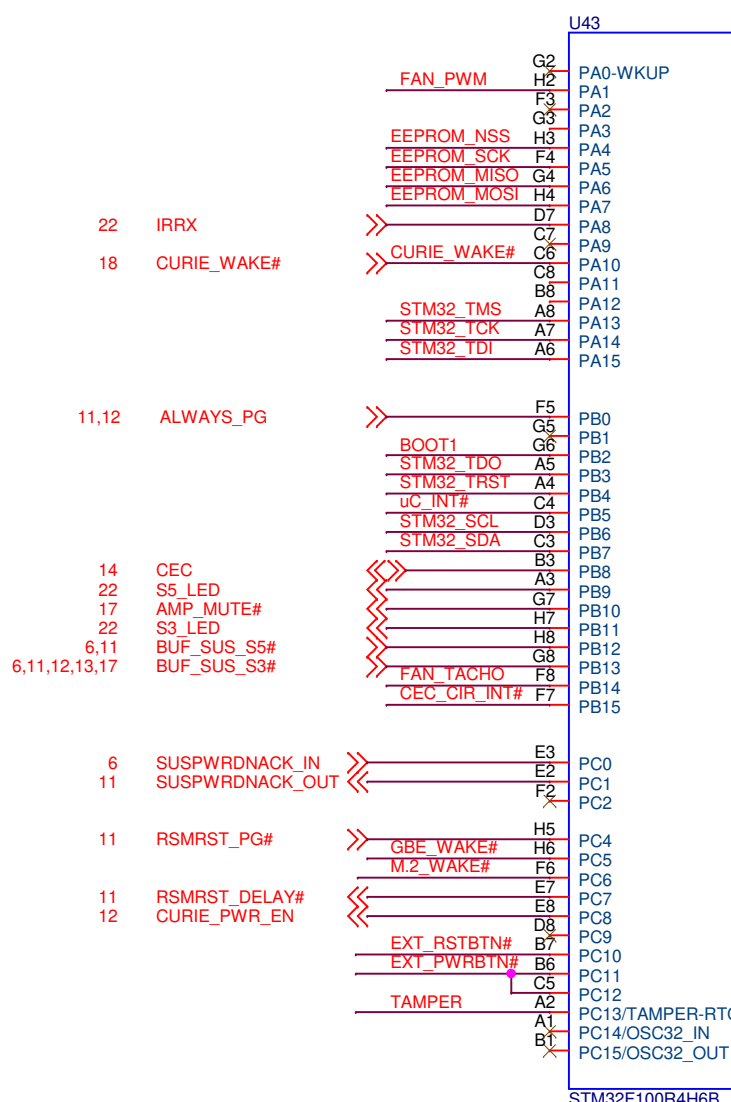 U43
G2 PA0-WKUP
FAN_PWM H2 PA1
F3 PA2
G3 PA3
EEPROM_NSS H3 PA4
EEPROM_SCK F4 PA5
EEPROM_MISO G4 PA6
EEPROM_MOSI H4 PA7
22 IRRX D7 PA8
C7 PA9
18 CURIE_WAKE# CURIE_WAKE# C6 PA10
C8 PA11
B8 PA12
STM32_TMS A8 PA13
STM32_TCK A7 PA14
STM32_TDI A6 PA15
11,12 ALWAYS_PG F5 PB0
G5 PB1
BOOT1 G6 PB2
STM32_TDO A5 PB3
STM32_TRST A4 PB4
uC_INT# C4 PB5
STM32_SCL D3 PB6
STM32_SDA C3 PB7
14 CEC B3 PB8
22 S5_LED A3 PB9
17 AMP_MUTE# G7 PB10
22 S3_LED H7 PB11
6,11 BUF_SUS_S5# H8 PB12
6,11,12,13,17 BUF_SUS_S3# G8 PB13
FAN_TACHO F8 PB14
CEC_CIR_INT# F7 PB15
6 SUSPWRDNACK_IN E3 PC0
11 SUSPWRDNACK_OUT E2 PC1
F2 PC2
11 RSMRST_PG# H5 PC4
GBE_WAKE# H6 PC5
M.2_WAKE# F6 PC6
11 RSMRST_DELAY# E7 PC7
12 CURIE_PWR_EN E8 PC8
D8 PC9
EXT_RSTBTN# B7 PC10
EXT_PWRBTN# B6 PC11
C5 PC12
TAMPER A2 PC13/TAMPER-RTC
A1 PC14/OSC32_IN
B1 PC15/OSC32_OUT
STM32F100R4H6B